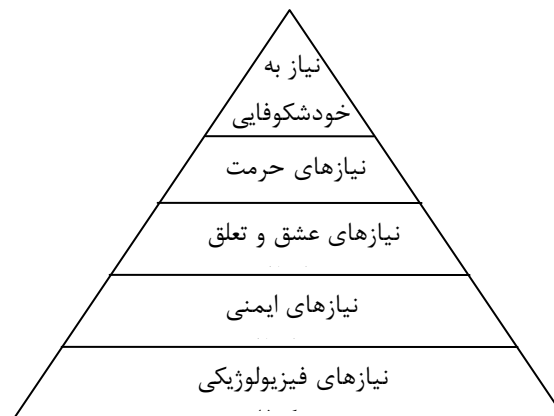 نیاز به
خودشکوفایی
نیازهای حرمت
نیازهای عشق و تعلق
نیازهای ایمنی
نیازهای فیزیولوژیکی